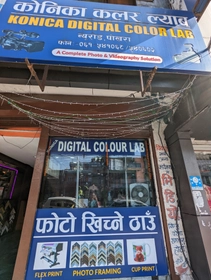 कोनिका कलर ल्याब
KONICA DIGITAL COLOR LAB
A Complete Photo & Videography Solution
DIGITAL COLOUR LAB
फोटो खिच्ने ठाउँ
FLEX PRINT
PHOTO FRAMING
CUP PRINT